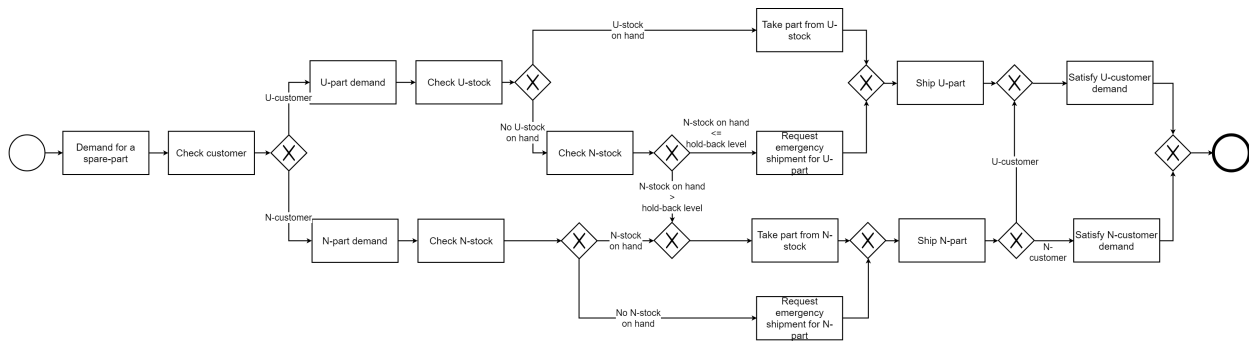 Demand for a
spare-part
Check customer
U-customer
N-customer
U-part demand
Check U-stock
U-stock
on hand
Take part from U-
stock
No U-stock
on hand
Check N-stock
N-stock on hand
<=
hold-back level
Request
emergency
shipment for U-
part
Ship U-part
Satisfy U-customer
demand
N-stock on hand
>
hold-back level
U-customer
N-part demand
Check N-stock
N-stock
on hand
Take part from N-
stock
Ship N-part
N-
customer
Satisfy N-customer
demand
No N-stock
on hand
Request
emergency
shipment for N-
part